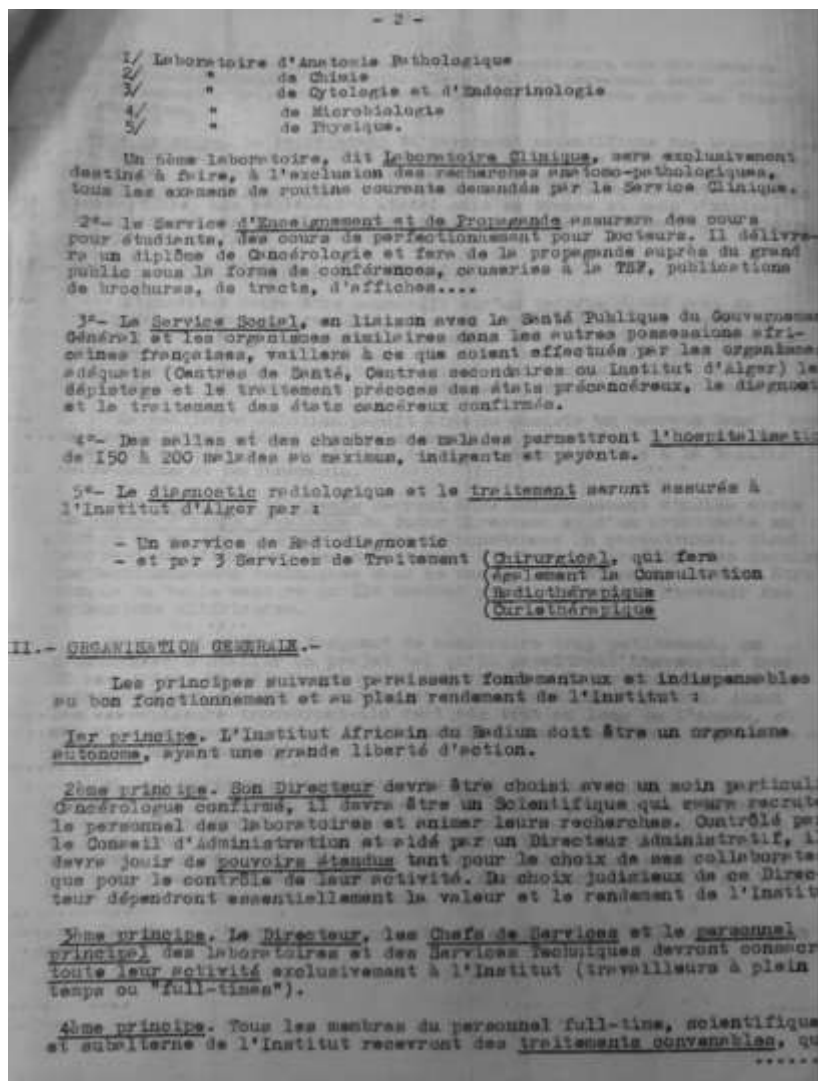 - 2 -
1/ Laboratoire d'Anatomie Pathologique
2/ " de Chimie
3/ " de Cytologie et d'Endocrinologie
4/ " de Microbiologie
5/ " de Physique.
Un 6ème laboratoire, dit Laboratoire Clinique, sera exclusivement
destiné à faire, à l'exclusion des recherches anatomo-pathologiques,
tous les examens de routine courante demandés par le Service Clinique.
2°- le Service d'Enseignement et de Propagande assurera des cours
pour étudiants, des cours de perfectionnement pour Docteurs. Il délivre-
ra un diplôme de Cancérologie et fera de la propagande auprès du grand
public sous la forme de conférences, causeries à la TSF, publications
de brochures, de tracts, d'affiches....
3°- Le Service Social, en liaison avec la Santé Publique du Gouvernemen
Général et les organismes similaires dans les autres possessions afri-
caines françaises, veillera à ce que soient effectués par les organisme
adéquats (Centres de Santé, Centres secondaires ou Institut d'Alger) le
dépistage et le traitement précoces des états précancéreux, le diagnost
et le traitement des états cancéreux confirmés.
4°- Des salles et des chambres de malades permettront l'hospitalisatio
de I50 à 200 malades au maximum, indigents et payants.
5°- Le diagnostic radiologique et le traitement seront assurés à
l'Institut d'Alger par :
- Un service de Radiodiagnostic
- et par 3 Services de Traitement (Chirurgical, qui fera
(également la Consultation
(Radiothérapique
(Curiethérapique
II.- ORGANISATION GENERALE.-
Les principes suivants paraissent fondamentaux et indispensables
au bon fonctionnement et au plein rendement de l'Institut :
Ier principe. L'Institut Africain du Radium doit être un organisme
autonome, ayant une grande liberté d'action.
2ème principe. Son Directeur devra être choisi avec un soin particuli
Cancérologue confirmé, il devra être un Scientifique qui saura recrute
le personnel des laboratoires et animer leurs recherches. Contrôlé pa
le Conseil d'Administration et aidé par un Directeur Administratif, i
devra jouir de pouvoirs étendus tant pour le choix de ses collaborate
que pour le contrôle de leur activité. Du choix judicieux de ce Direc-
teur dépendront essentiellement la valeur et le rendement de l'Institu
3ème principe. Le Directeur, les Chefs de Services et le personnel
principal des laboratoires et des Services Techniques devront consacr
toute leur activité exclusivement à l'Institut (travailleurs à plein
temps ou "full-times").
4ème principe. Tous les membres du personnel full-time, scientifique
et subalterne de l'Institut recevront des traitements convenables, qu
......